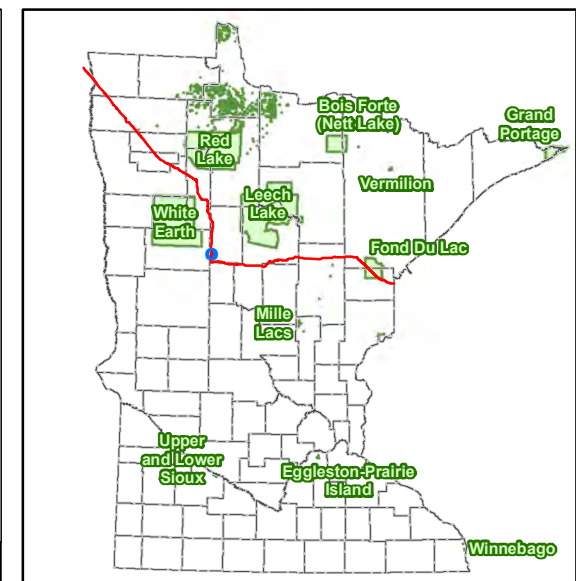 Bois Forte
(Nett Lake)
Grand
Portage
Red
Lake
Vermilion
Leech
Lake
White
Earth
Fond Du Lac
Mille
Lacs
Upper
and Lower
Sioux
Eggleston-Prairie
Island
Winnebago